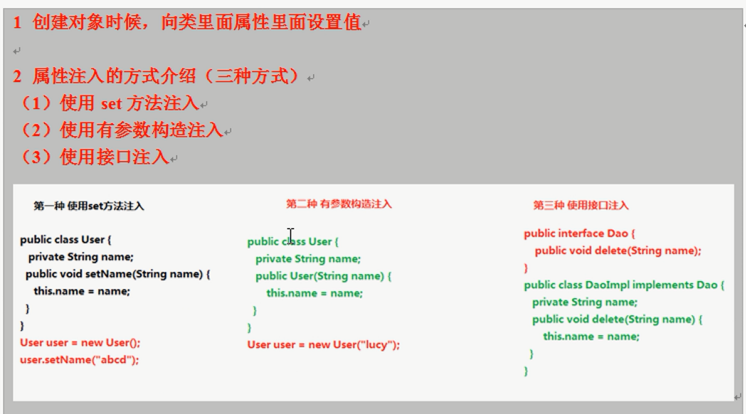 1 创建对象时候，向类里面属性里面设置值
2 属性注入的方式介绍（三种方式）
（1）使用 set 方法注入
（2）使用有参数构造注入
（3）使用接口注入
第一种 使用set方法注入
public class User {
private String name;
public void setName(String name) {
this.name = name;
}
}
User user = new User();
user.setName("abcd");
第二种 有参数构造注入
public class User {
private String name;
public User(String name) {
this.name = name;
}
}
User user = new User("lucy");
第三种 使用接口注入
public interface Dao {
public void delete(String name);
}
public class DaoImpl implements Dao {
private String name;
public void delete(String name) {
this.name = name;
}
}